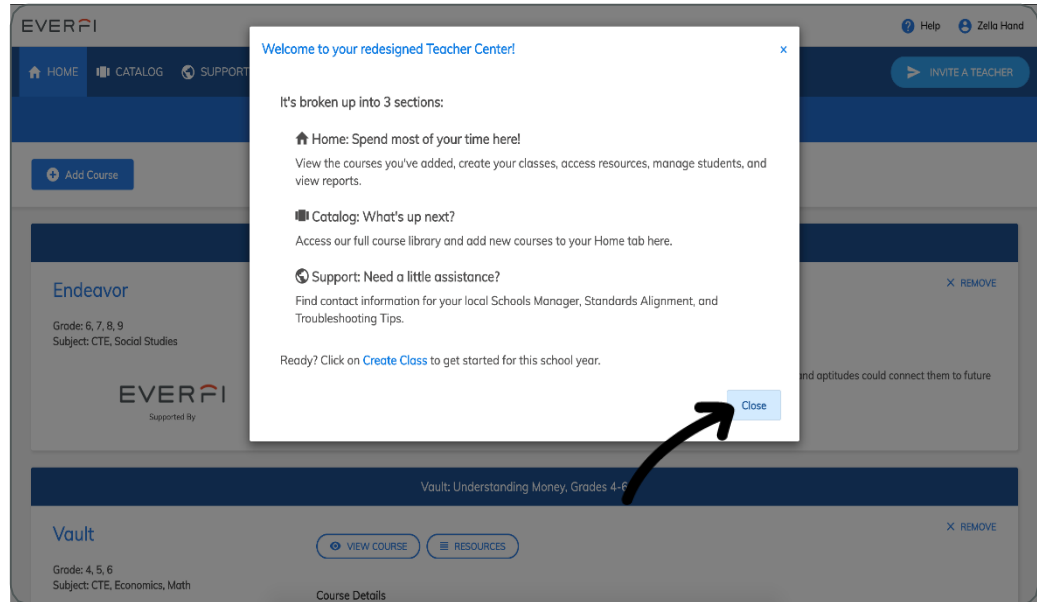 EVERFI
Help
Zella Hand
HOME
CATALOG
SUPPORT
INVITE A TEACHER
Welcome to your redesigned Teacher Center!
x
It's broken up into 3 sections:
Home: Spend most of your time here!
View the courses you've added, create your classes, access resources, manage students, and
view reports.
Catalog: What's up next?
Access our full course library and add new courses to your Home tab here.
Support: Need a little assistance?
Find contact information for your local Schools Manager, Standards Alignment, and
Troubleshooting Tips.
Ready? Click on Create Class to get started for this school year.
Close
Add Course
Endeavor
X REMOVE
Grade: 6, 7, 8, 9
Subject: CTE, Social Studies
EVERFI
Supported By
and aptitudes could connect them to future
Vault: Understanding Money, Grades 4-6
Vault
X REMOVE
VIEW COURSE
RESOURCES
Grade: 4, 5, 6
Subject: CTE, Economics, Math
Course Details